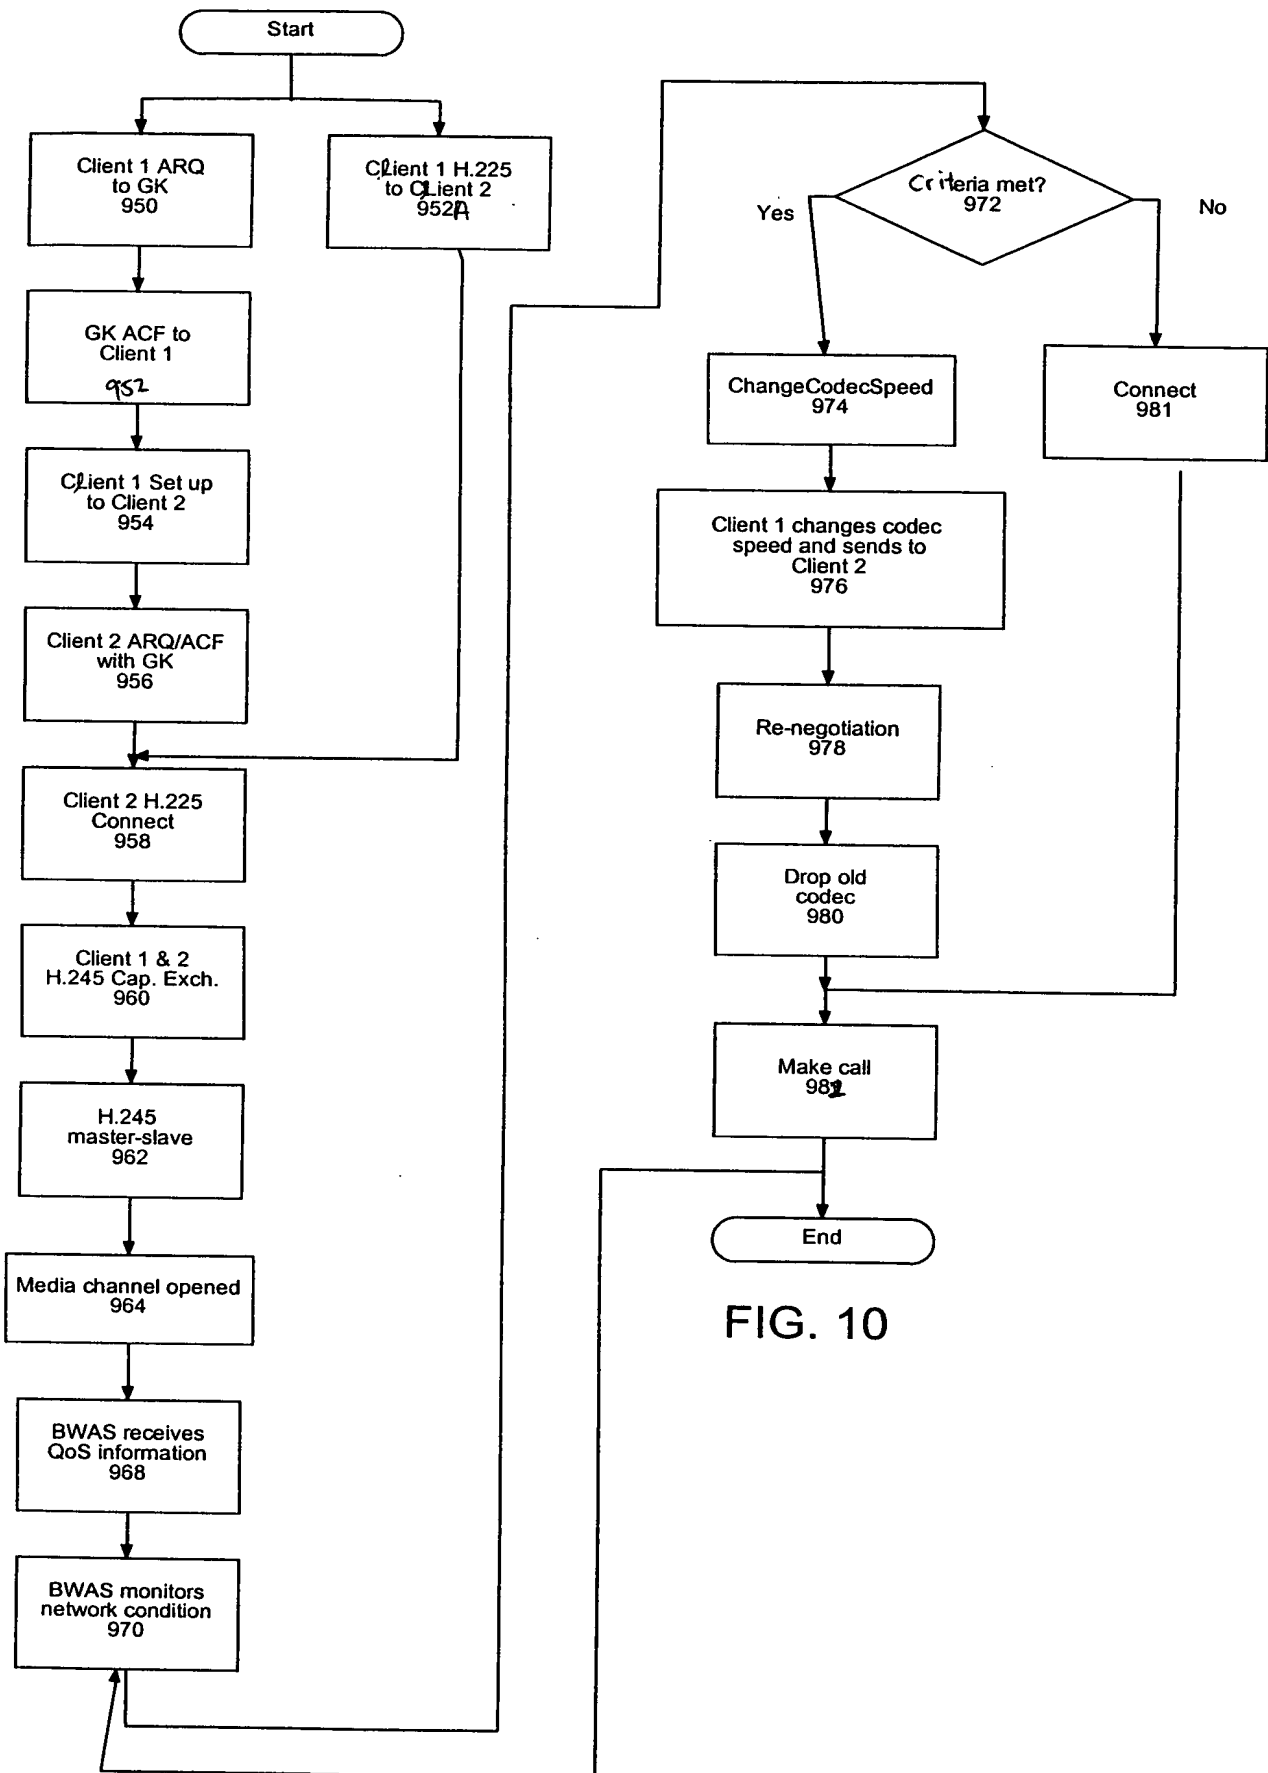 Start
Client 1 ARQ
to GK
950
Client 1 H.225
to Client 2
952A
GK ACF to
Client 1
952
Client 1 Set up
to Client 2
954
Client 2 ARQ/ACF
with GK
956
Client 2 H.225
Connect
958
Client 1 & 2
H.245 Cap. Exch.
960
H.245
master-slave
962
Media channel opened
964
BWAS receives
QoS information
968
BWAS monitors
network condition
970
Criteria met?
972
Yes
No
ChangeCodecSpeed
974
Connect
981
Client 1 changes codec
speed and sends to
Client 2
976
Re-negotiation
978
Drop old
codec
980
Make call
982
End
FIG. 10